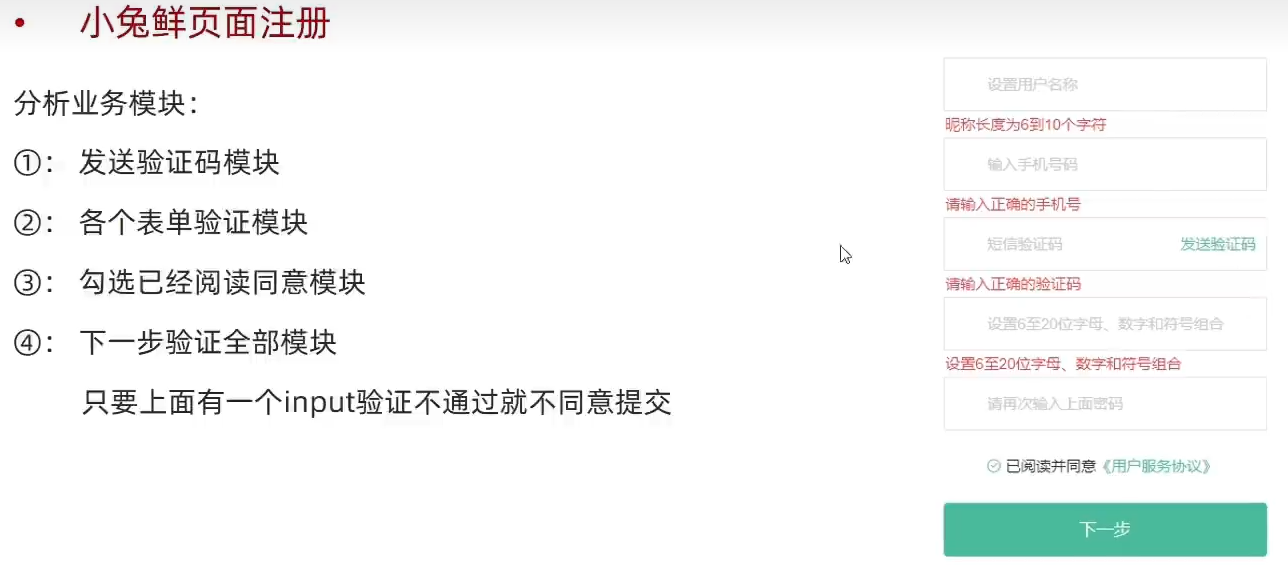 • 小兔鲜页面注册
分析业务模块：
①： 发送验证码模块
②： 各个表单验证模块
③： 勾选已经阅读同意模块
④： 下一步验证全部模块
只要上面有一个input验证不通过就不同意提交
设置用户名称
昵称长度为6到10个字符
输入手机号码
请输入正确的手机号
短信验证码 发送验证码
请输入正确的验证码
设置6至20位字母、数字和符号组合
设置6至20位字母、数字和符号组合
请再次输入上面密码
已阅读并同意《用户服务协议》
下一步